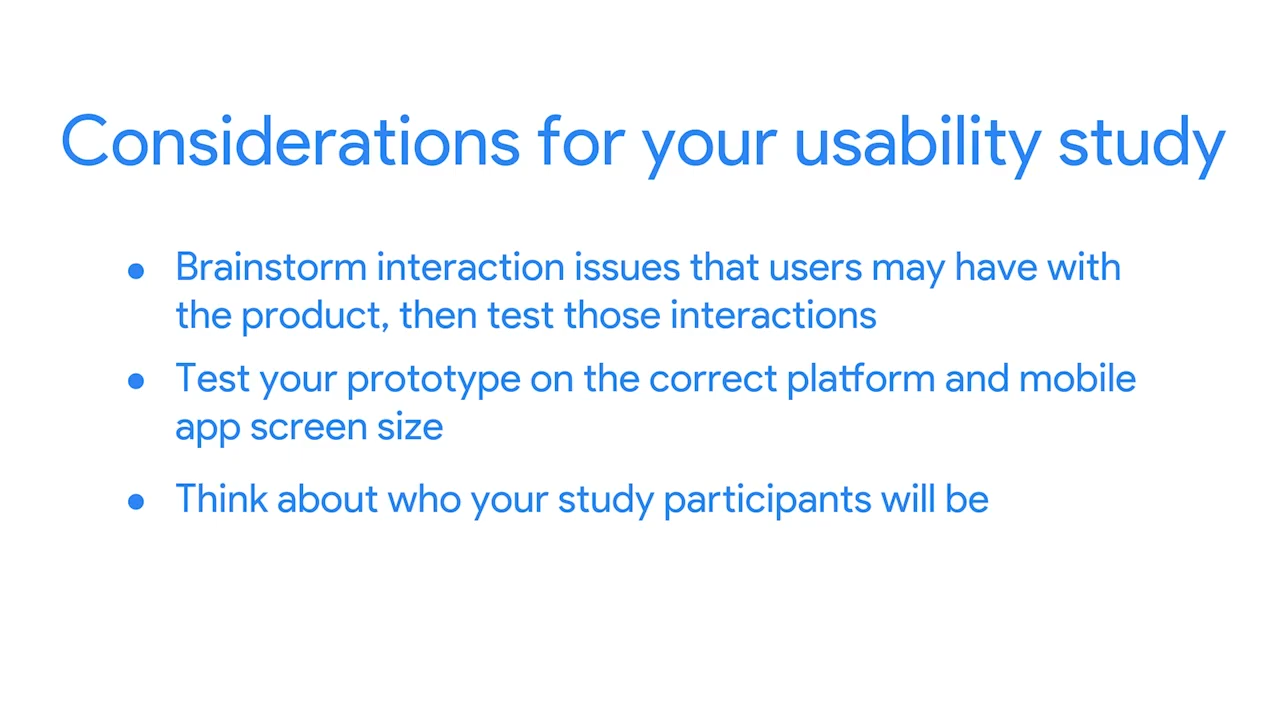 Considerations for your usability study
● Brainstorm interaction issues that users may have with
the product, then test those interactions
● Test your prototype on the correct platform and mobile
app screen size
● Think about who your study participants will be